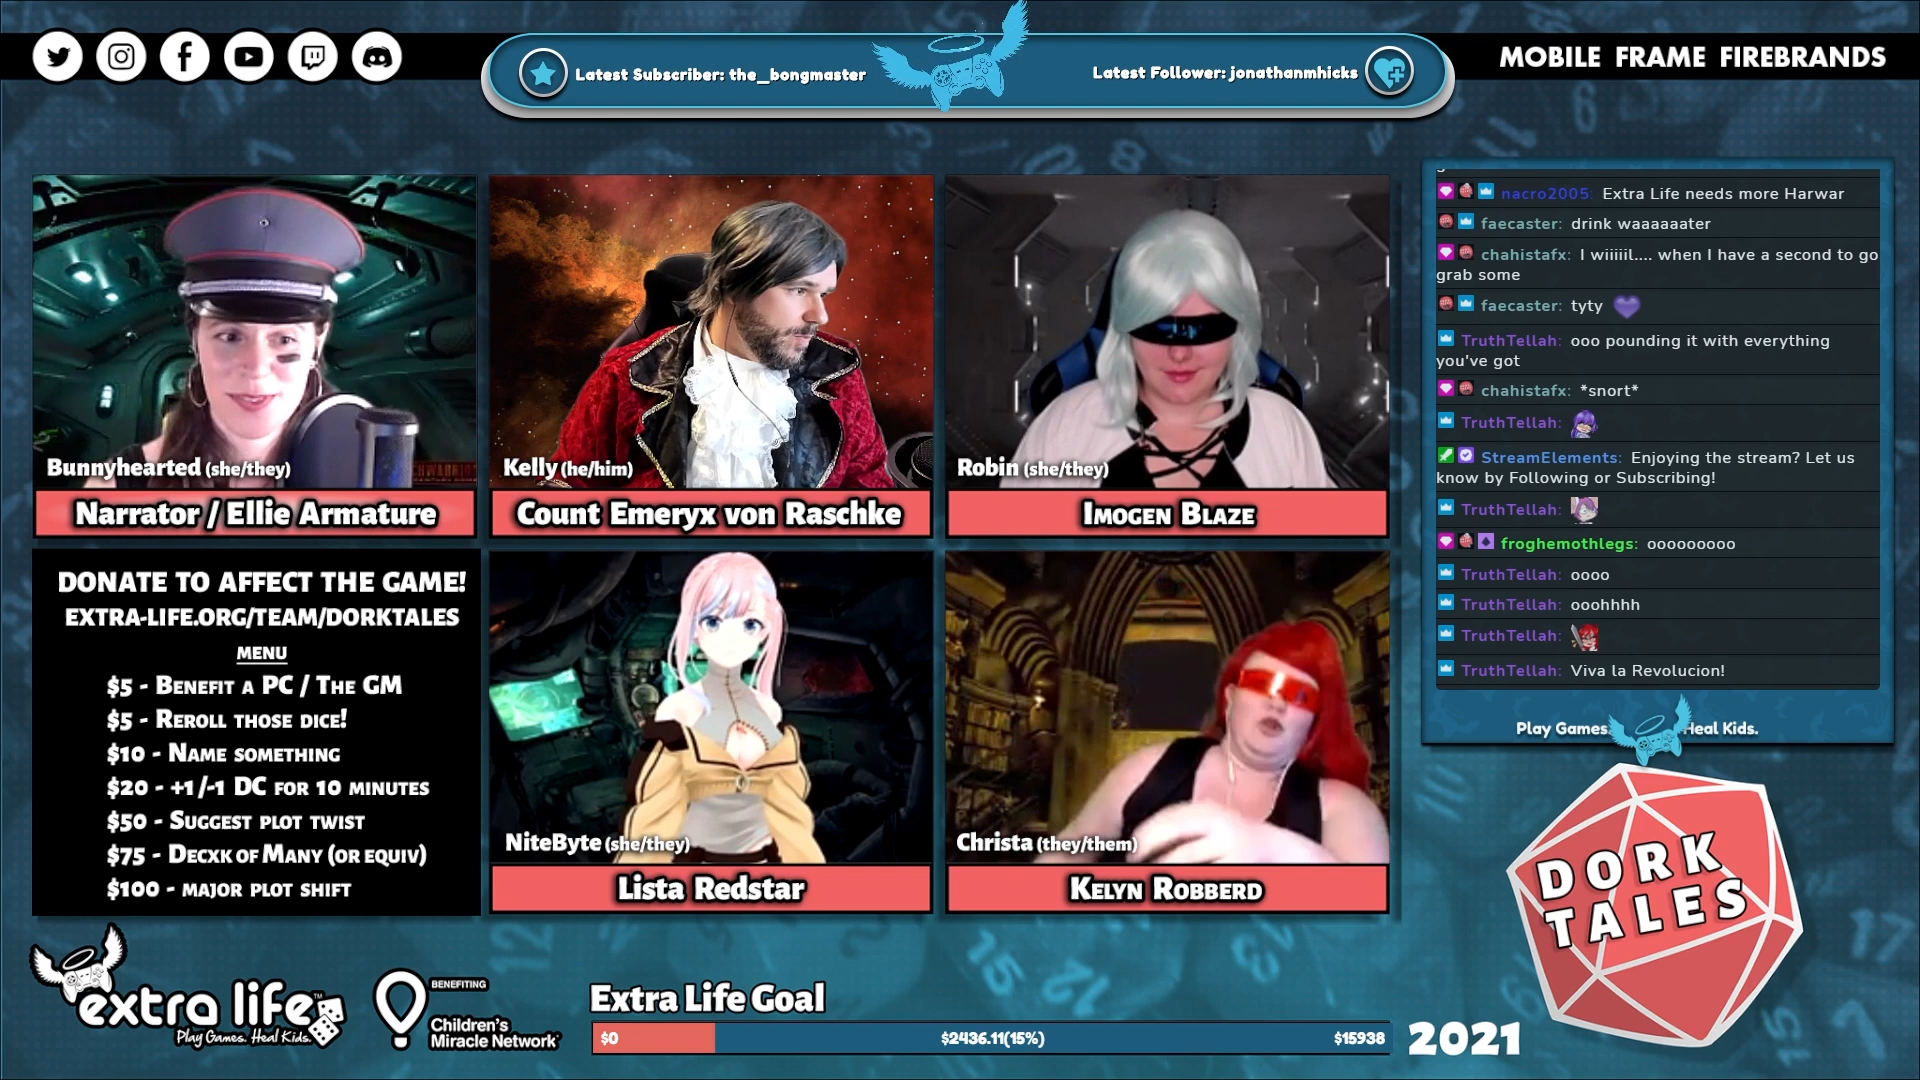 Latest Subscriber: the_bongmaster
Latest Follower: jonathanmhicks
MOBILE FRAME FIREBRANDS
Bunnyhearted (she/they)
Narrator / Ellie Armature
Kelly (he/him)
Count Emeryx von Raschke
Robin (she/they)
Imogen Blaze
DONATE TO AFFECT THE GAME!
EXTRA-LIFE.ORG/TEAM/DORKTALES
MENU
$5 - Benefit a PC / The GM
$5 - Reroll those dice!
$10 - Name something
$20 - +1/-1 DC for 10 minutes
$50 - Suggest plot twist
$75 - Decxk of Many (or equiv)
$100 - major plot shift
NiteByte (she/they)
Lista Redstar
Christa (they/them)
Kelyn Robberd
nacro2005: Extra Life needs more Harwar
faecaster: drink waaaaaater
chahistafx: I wiiiiil.... when I have a second to go
grab some
faecaster: tyty
TruthTellah: ooo pounding it with everything
you've got
chahistafx: *snort*
TruthTellah:
StreamElements: Enjoying the stream? Let us
know by Following or Subscribing!
TruthTellah:
froghemothlegs: ooooooooo
TruthTellah: oooo
TruthTellah: ooohhhh
TruthTellah:
TruthTellah: Viva la Revolucion!
Play Games. Heal Kids.
DORK
TALES
extra life™
Play Games. Heal Kids.
BENEFITING
Children's
Miracle Network
Extra Life Goal
$0 $2436.11(15%) $15938
2021